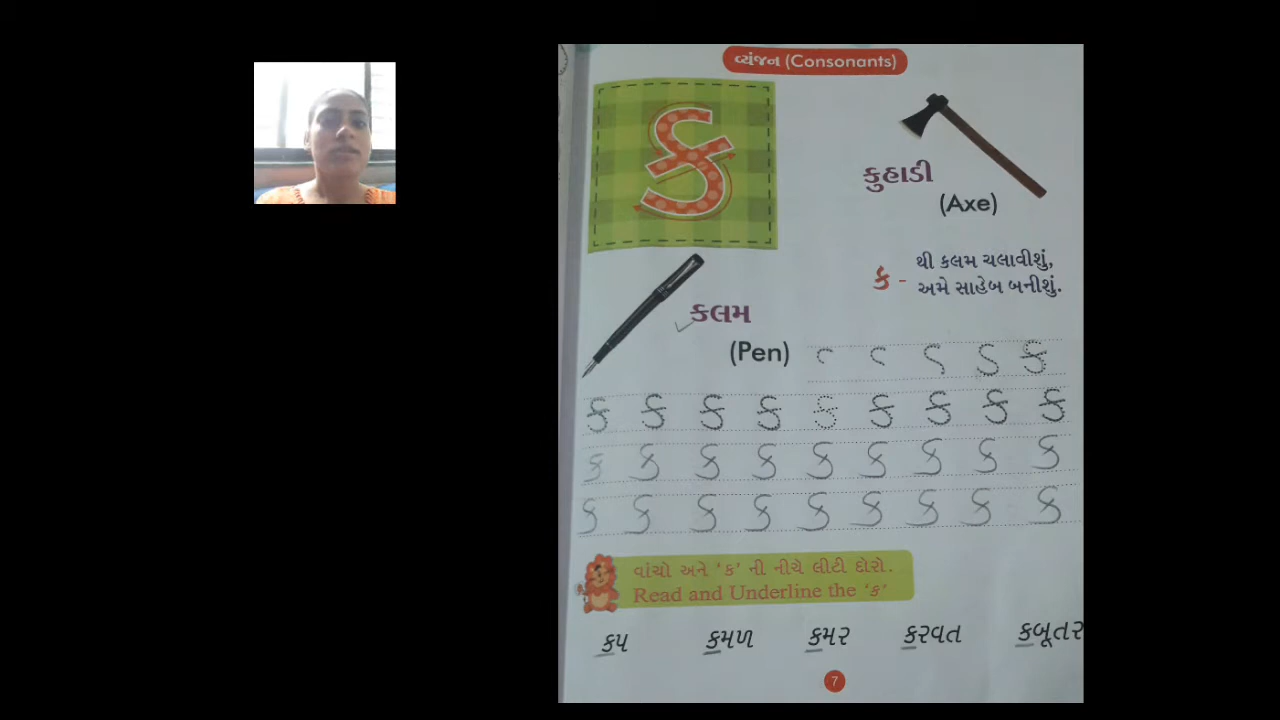 વ્યંજન (Consonants)
ક
કુહાડી
(Axe)
ક - થી કલમ ચલાવીશું,
અમે સાહેબ બનીશું.
કલમ
(Pen)
ક
ક ક ક ક ક ક ક ક ક
ક ક ક ક ક ક ક ક ક
ક ક ક ક ક ક ક ક ક
વાંચો અને ‘ક’ ની નીચે લીટી દોરો.
Read and Underline the ‘ક’
કપ કમળ કમર કરવત કબૂતર
7